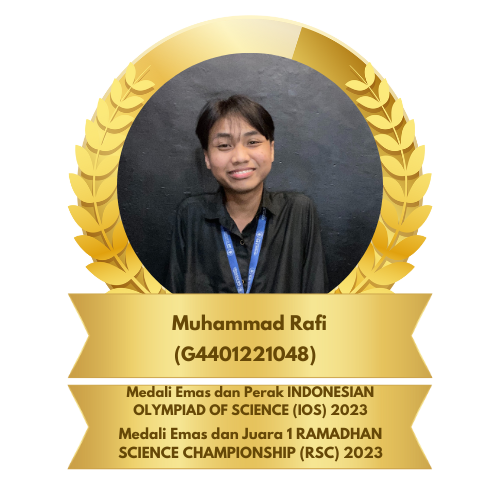 Muhammad Rafi
(G4401221048)
Medali Emas dan Perak INDONESIAN
OLYMPIAD OF SCIENCE (IOS) 2023
Medali Emas dan Juara 1 RAMADHAN
SCIENCE CHAMPIONSHIP (RSC) 2023